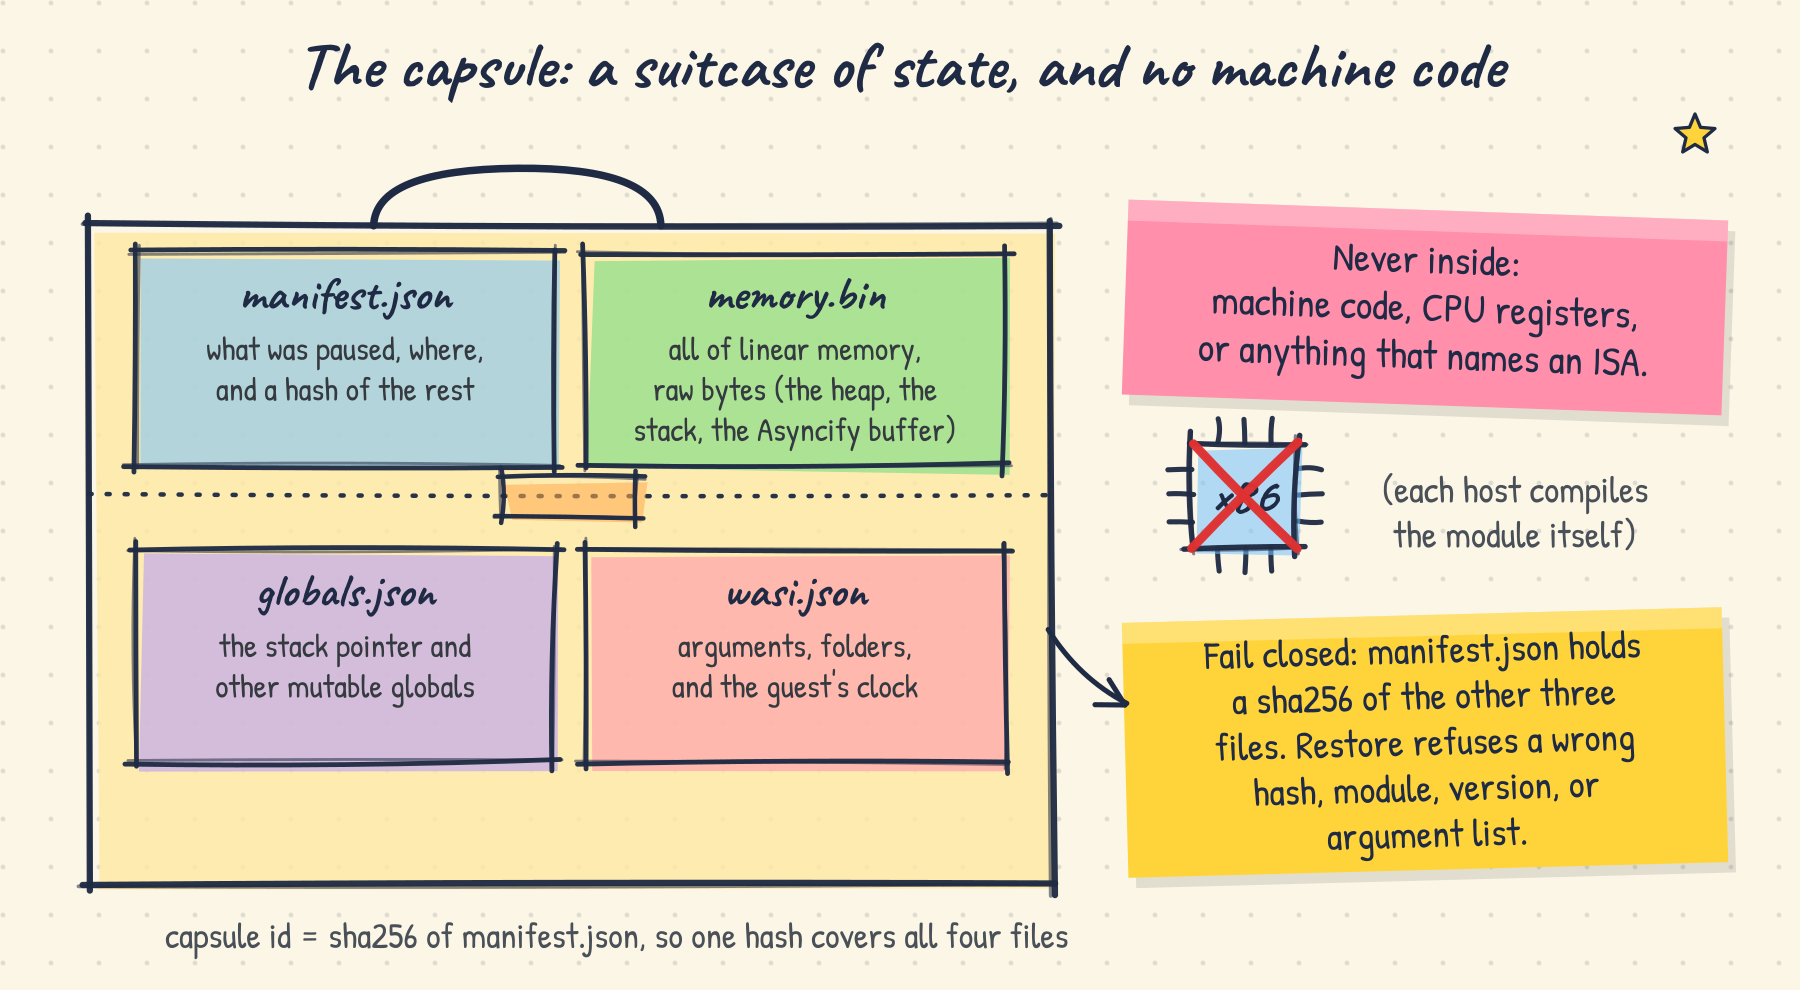 The capsule: a suitcase of state, and no machine code
manifest.json
what was paused, where,
and a hash of the rest
memory.bin
all of linear memory,
raw bytes (the heap, the
stack, the Asyncify buffer)
globals.json
the stack pointer and
other mutable globals
wasi.json
arguments, folders,
and the guest's clock
capsule id = sha256 of manifest.json, so one hash covers all four files
Never inside:
machine code, CPU registers,
or anything that names an ISA.
x86
(each host compiles
the module itself)
Fail closed: manifest.json holds
a sha256 of the other three
files. Restore refuses a wrong
hash, module, version, or
argument list.